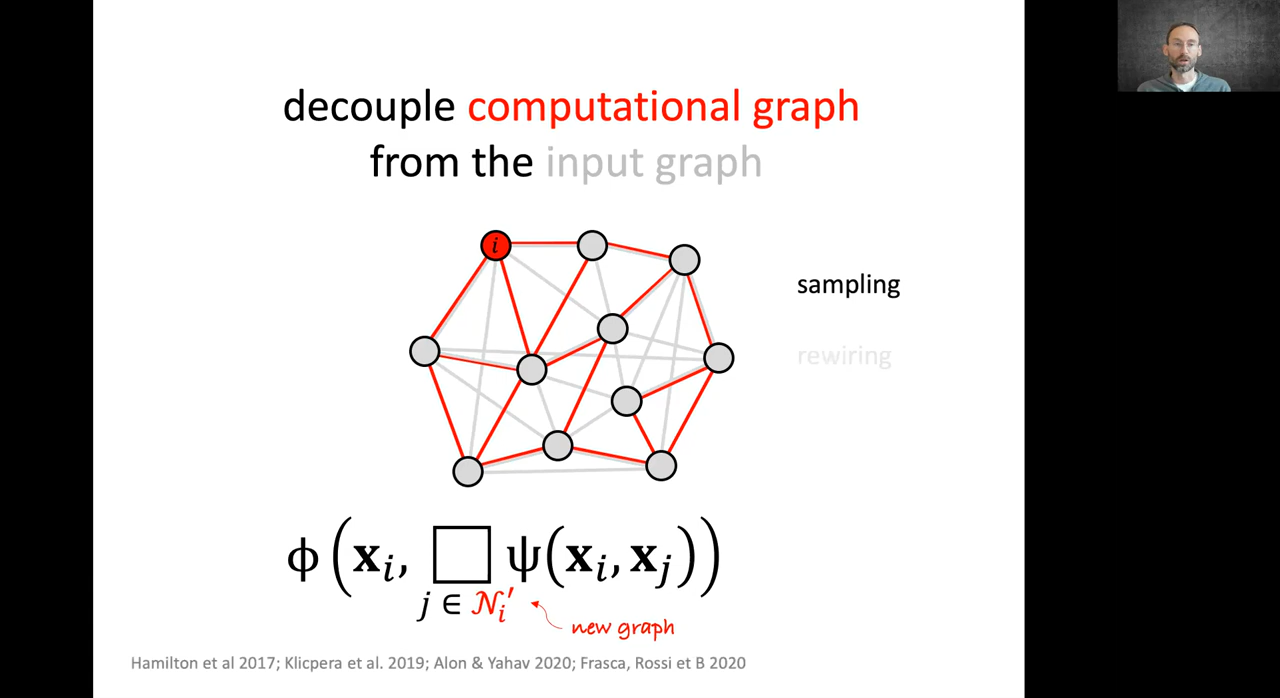 decouple computational graph
from the input graph
i
sampling
rewiring
ϕ(𝐱ᵢ, □ ψ(𝐱ᵢ, 𝐱ⱼ))
j ∈ 𝒩ᵢ′
new graph
Hamilton et al 2017; Klicpera et al. 2019; Alon & Yahav 2020; Frasca, Rossi et B 2020